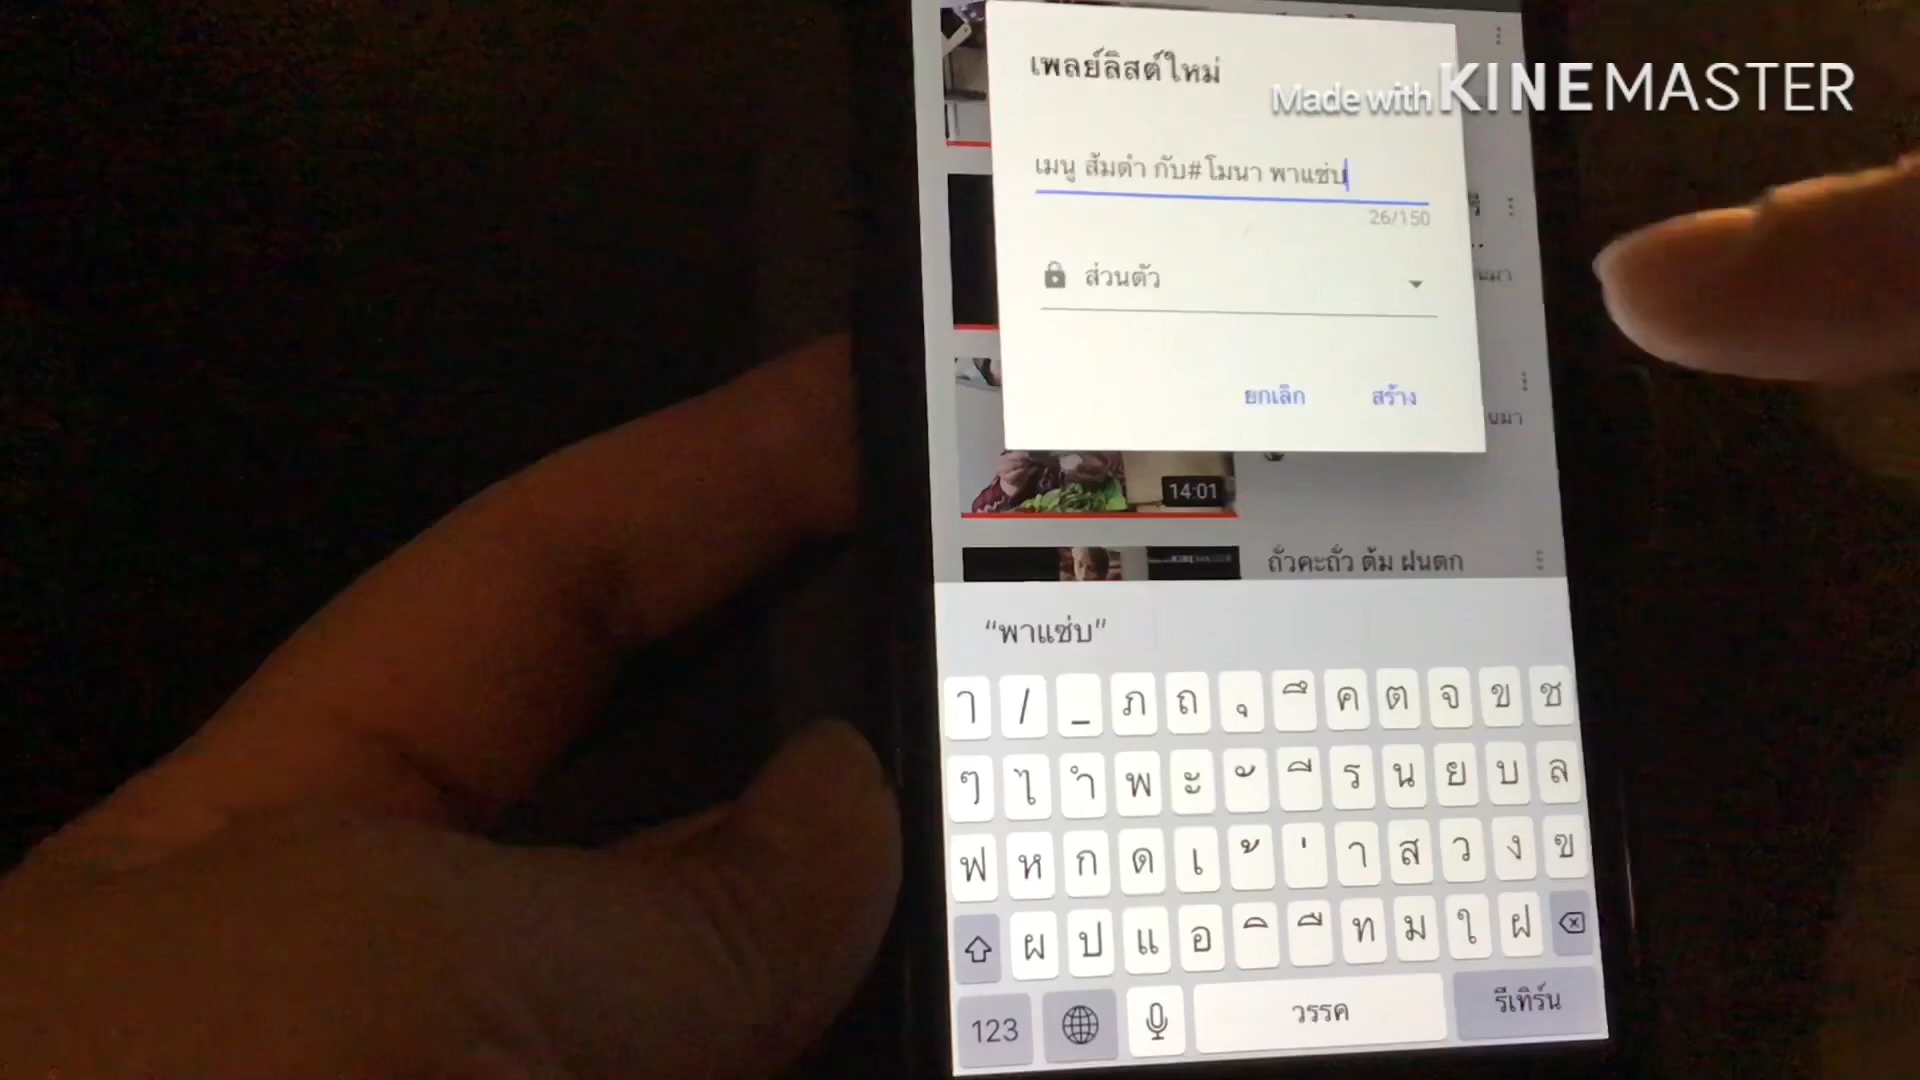 เพลย์ลิสต์ใหม่
Made with KINEMASTER
เมนู ส้มตำ กับ#โมนา พาแซ่บ
26/150
ส่วนตัว
ยกเลิก สร้าง
14:01
ถั่วคะถั่ว ต้ม ฝนตก
“พาแซ่บ”
า / _ ภ ถ ุ ึ ค ต จ ข ช
ๆ ไ ำ พ ะ ั ี ร น ย บ ล
ฟ ห ก ด เ ้ ่ า ส ว ง ข
ผ ป แ อ ิ ื ท ม ใ ฝ
123 วรรค รีเทิร์น